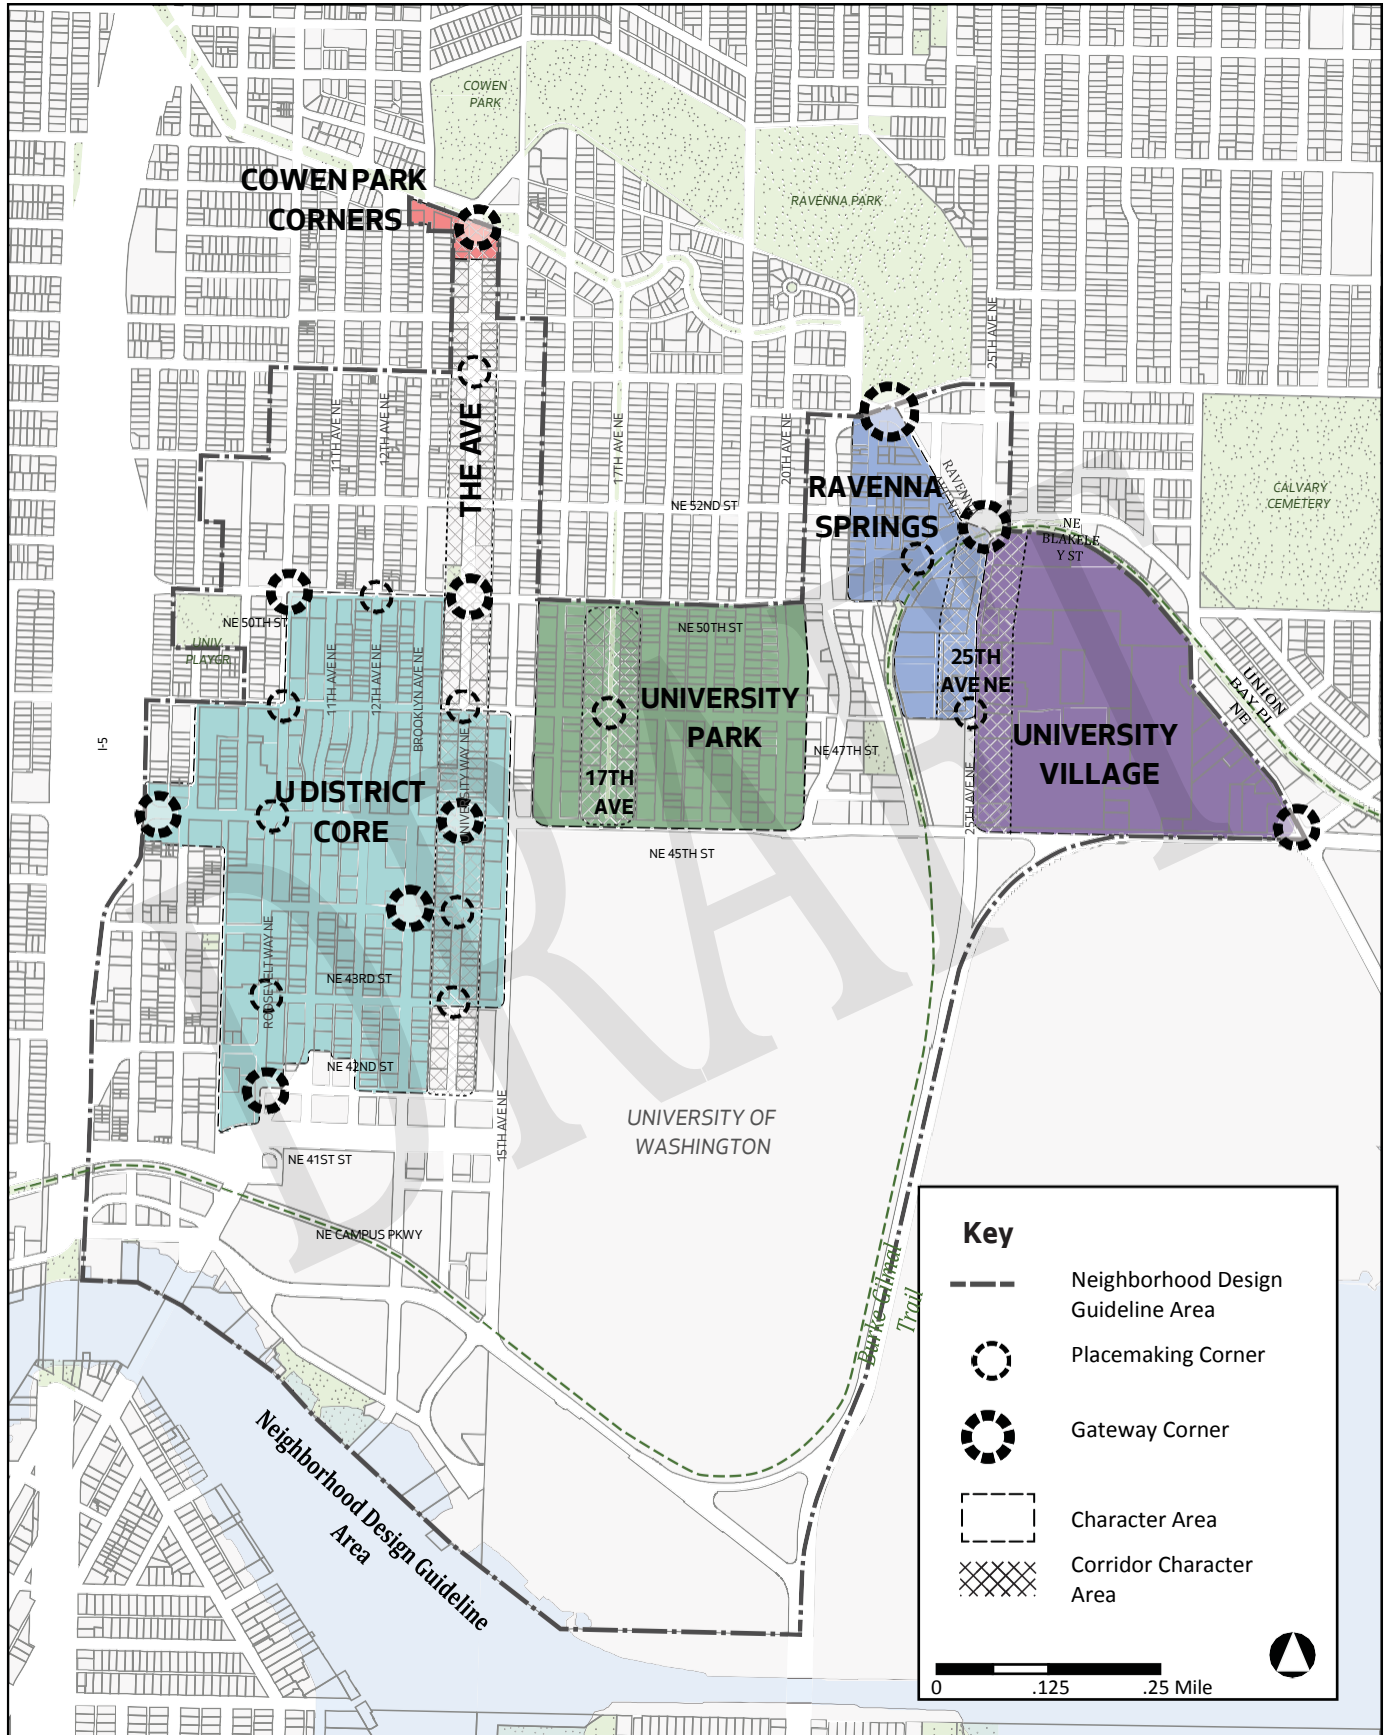 COWEN
PARK
COWEN PARK
CORNERS
RAVENNA PARK
25TH AVE NE
11TH AVE NE
12TH AVE NE
THE AVE
17TH AVE NE
20TH AVE NE
NE 52ND ST
RAVENNA
SPRINGS
RAVENNA
AVE NE
CALVARY
CEMETERY
NE
BLAKELE
Y ST
NE 50TH ST
UNIV.
PLAYGR
11TH AVE NE
12TH AVE NE
BROOKLYN AVE NE
UNIVERSITY WAY NE
NE 50TH ST
UNIVERSITY
PARK
17TH
AVE
25TH
AVE NE
UNION
BAY PL
NE
UNIVERSITY
VILLAGE
I-5
NE 47TH ST
25TH AVE NE
U DISTRICT
CORE
NE 45TH ST
ROOSEVELT WAY NE
NE 43RD ST
NE 42ND ST
15TH AVE NE
UNIVERSITY OF
WASHINGTON
NE 41ST ST
NE CAMPUS PKWY
Burke Gilman
Trail
Neighborhood Design Guideline
Area
DRAFT
Key
Neighborhood Design
Guideline Area
Placemaking Corner
Gateway Corner
Character Area
Corridor Character
Area
0 .125 .25 Mile